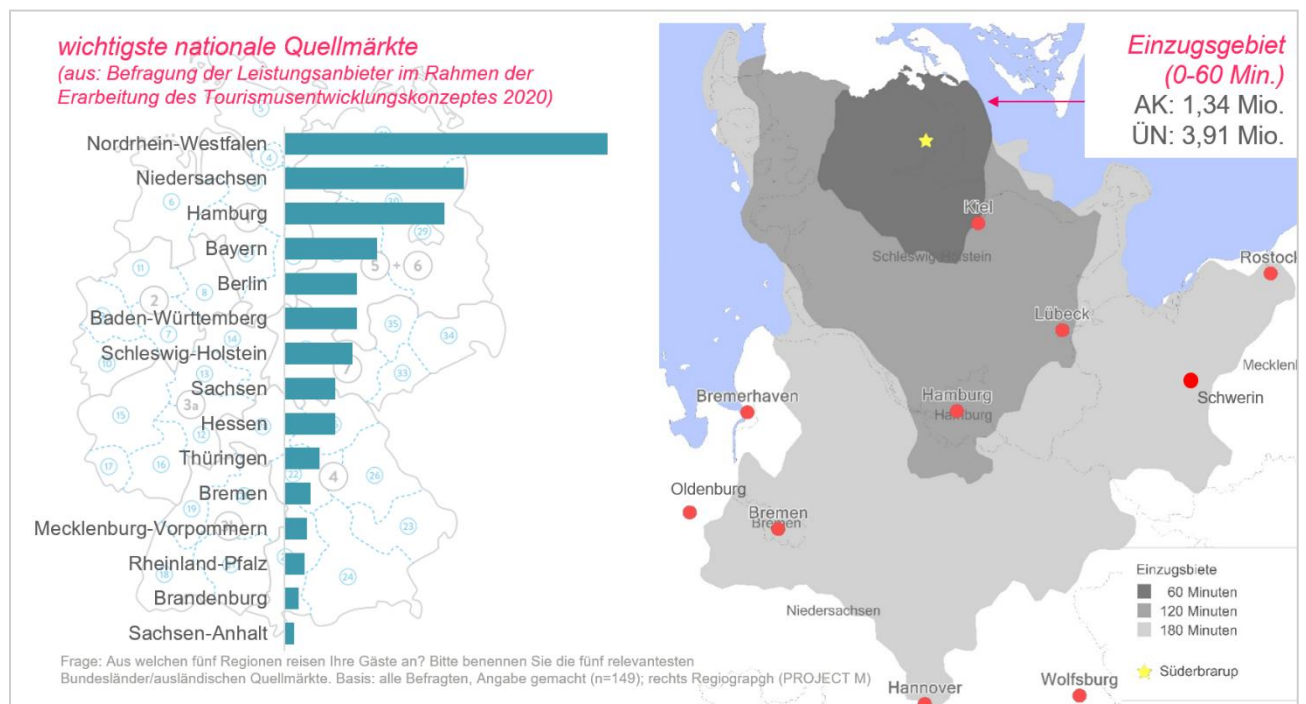 wichtigste nationale Quellmärkte
(aus: Befragung der Leistungsanbieter im Rahmen der
Erarbeitung des Tourismusentwicklungskonzeptes 2020)
Nordrhein-Westfalen
Niedersachsen
Hamburg
Bayern
Berlin
Baden-Württemberg
Schleswig-Holstein
Sachsen
Hessen
Thüringen
Bremen
Mecklenburg-Vorpommern
Rheinland-Pfalz
Brandenburg
Sachsen-Anhalt
Frage: Aus welchen fünf Regionen reisen Ihre Gäste an? Bitte benennen Sie die fünf relevantesten
Bundesländer/ausländischen Quellmärkte. Basis: alle Befragten, Angabe gemacht (n=149); rechts Regiograpgh (PROJECT M)
Einzugsgebiet
(0-60 Min.)
AK: 1,34 Mio.
ÜN: 3,91 Mio.
Kiel
Schleswig-Holstein
Rostock
Lübeck
Mecklenb
Schwerin
Bremerhaven
Hamburg
Hamburg
Oldenburg
Bremen
Bremen
Niedersachsen
Hannover
Wolfsburg
Einzugsbiete
60 Minuten
120 Minuten
180 Minuten
Süderbrarup